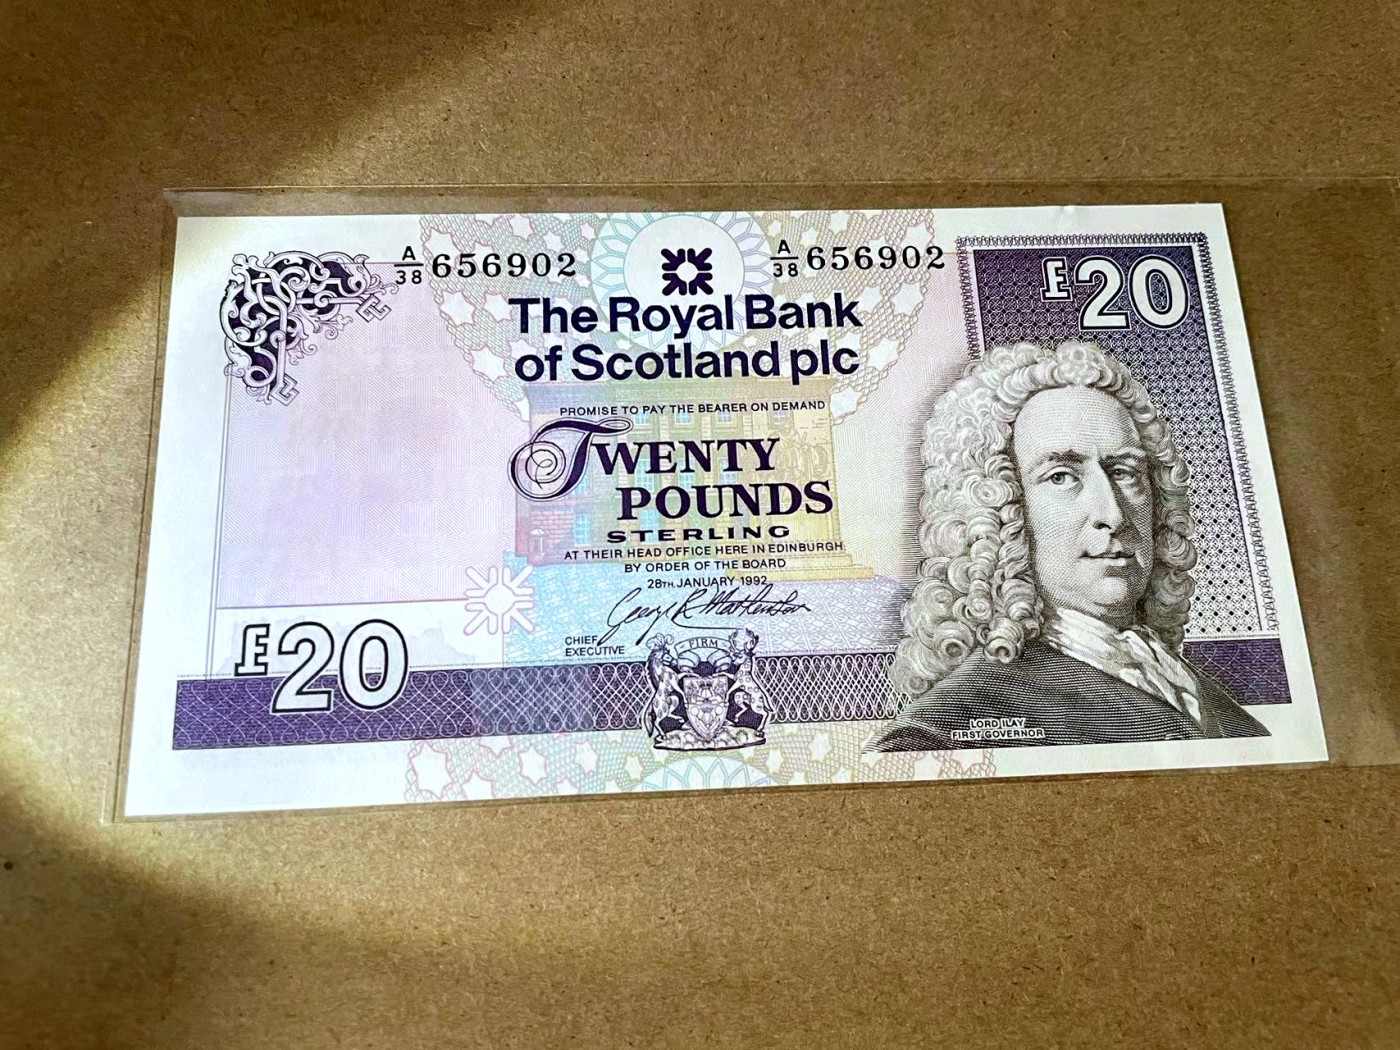 A/38 656902
A/38 656902
£20
The Royal Bank
of Scotland plc
PROMISE TO PAY THE BEARER ON DEMAND
TWENTY
POUNDS
STERLING
AT THEIR HEAD OFFICE HERE IN EDINBURGH
BY ORDER OF THE BOARD
28TH JANUARY 1992
CHIEF
EXECUTIVE
FIRM
£20
LORD ILAY
FIRST GOVERNOR